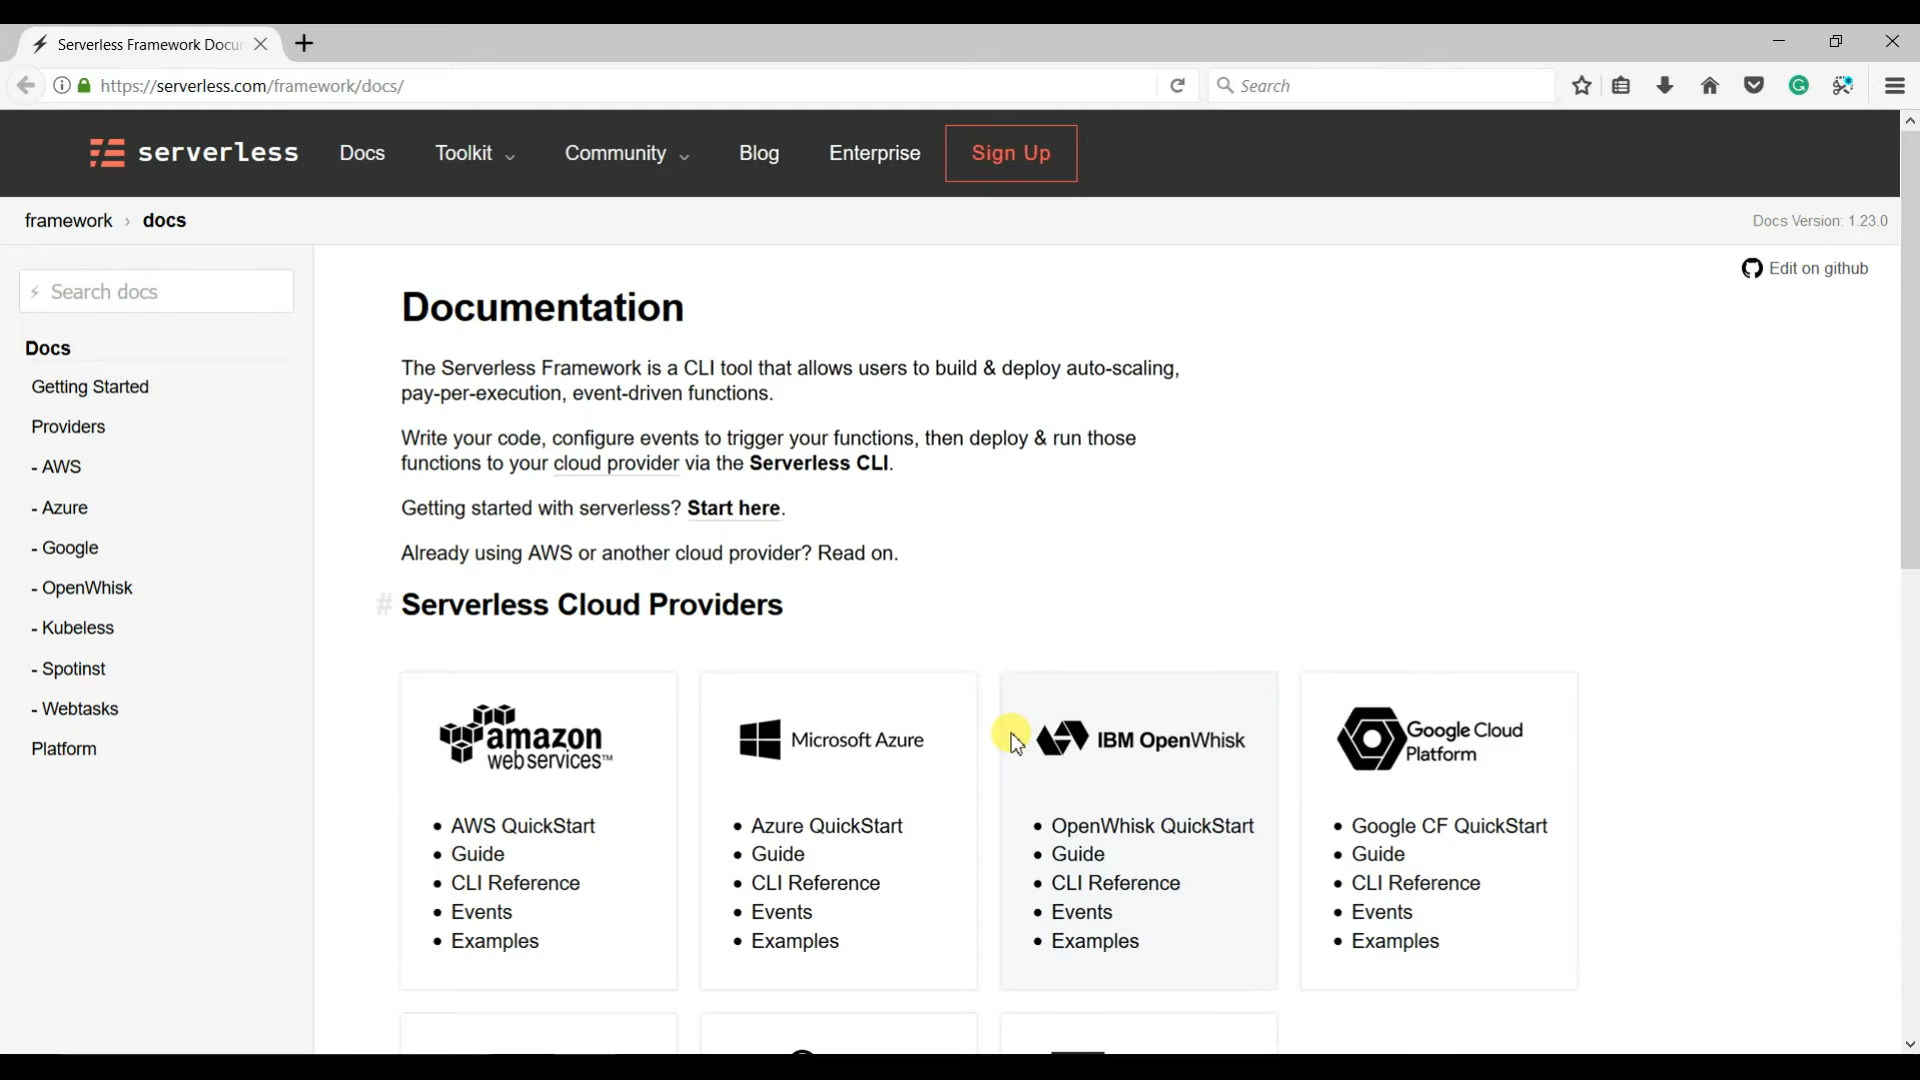 Serverless Framework Docu
https://serverless.com/framework/docs/
Search
serverless
Docs
Toolkit
Community
Blog
Enterprise
Sign Up
framework › docs
Docs Version: 1.23.0
Search docs
Edit on github
Docs
Getting Started
Providers
- AWS
- Azure
- Google
- OpenWhisk
- Kubeless
- Spotinst
- Webtasks
Platform
Documentation
The Serverless Framework is a CLI tool that allows users to build & deploy auto-scaling,
pay-per-execution, event-driven functions.
Write your code, configure events to trigger your functions, then deploy & run those
functions to your cloud provider via the Serverless CLI.
Getting started with serverless? Start here.
Already using AWS or another cloud provider? Read on.
# Serverless Cloud Providers
amazon
web services™
• AWS QuickStart
• Guide
• CLI Reference
• Events
• Examples
Microsoft Azure
• Azure QuickStart
• Guide
• CLI Reference
• Events
• Examples
IBM OpenWhisk
• OpenWhisk QuickStart
• Guide
• CLI Reference
• Events
• Examples
Google Cloud
Platform
• Google CF QuickStart
• Guide
• CLI Reference
• Events
• Examples